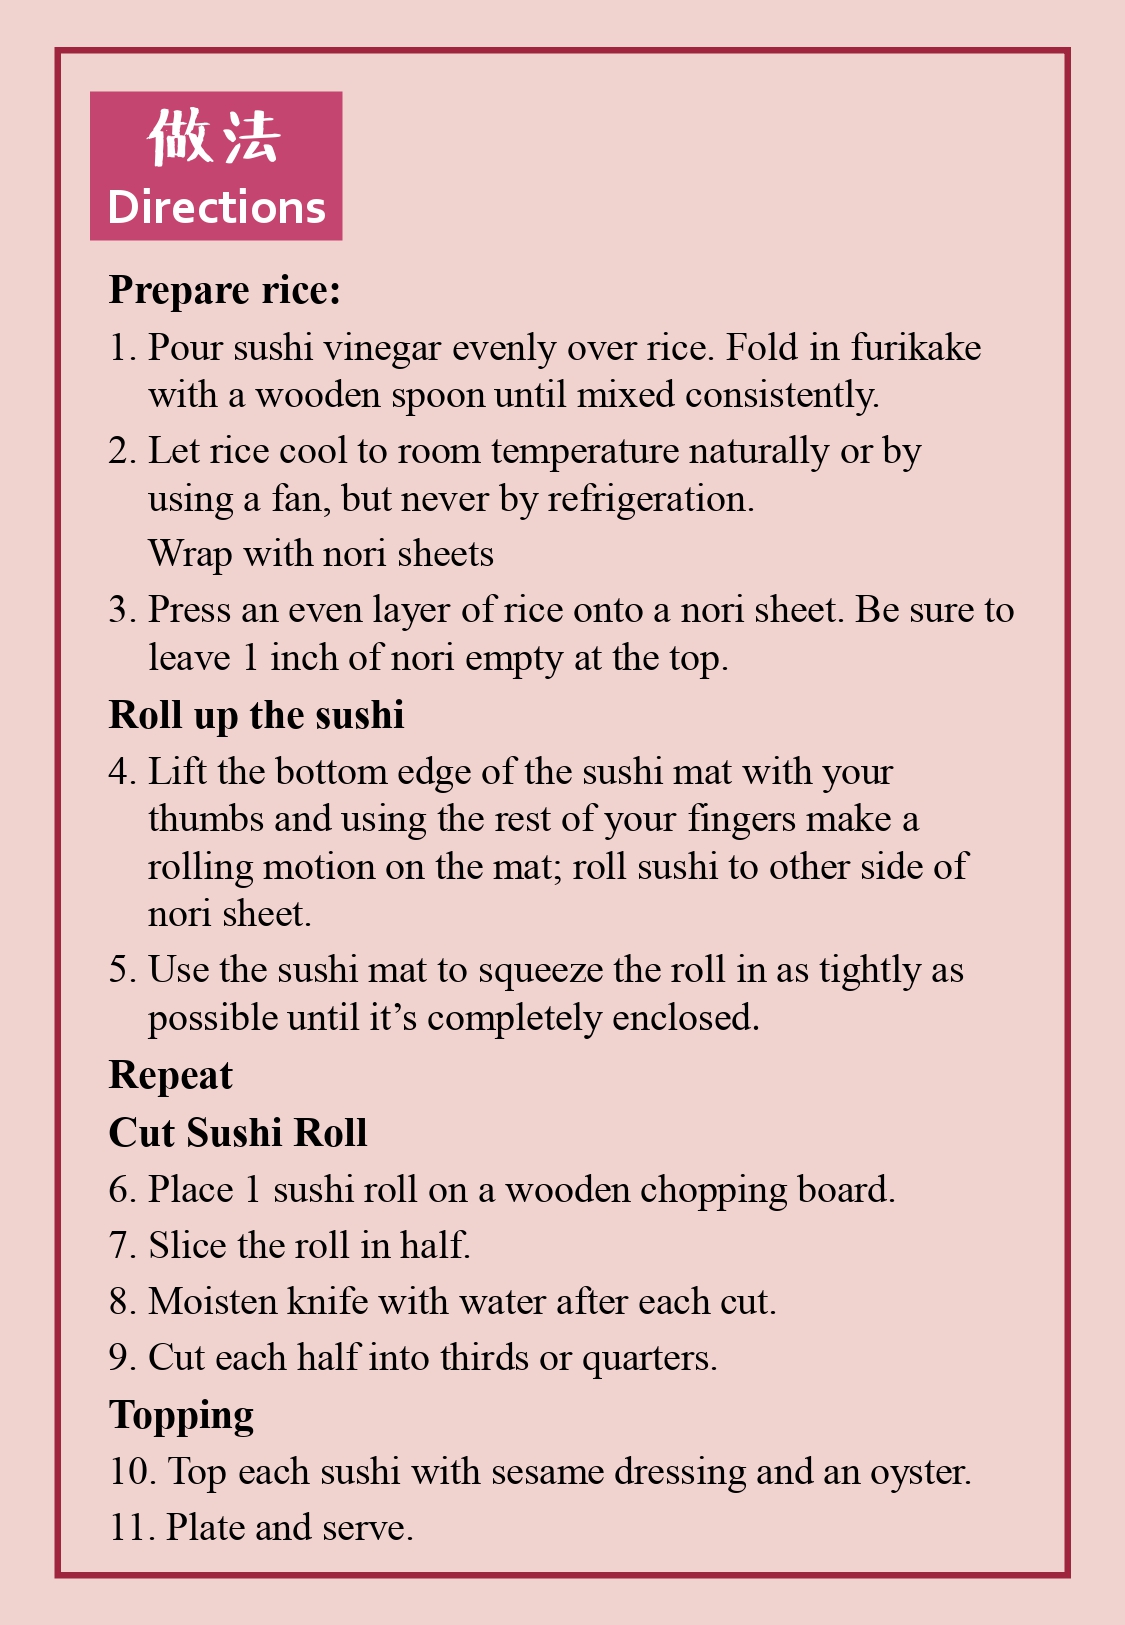 做法
Directions
Prepare rice:
1. Pour sushi vinegar evenly over rice. Fold in furikake
with a wooden spoon until mixed consistently.
2. Let rice cool to room temperature naturally or by
using a fan, but never by refrigeration.
Wrap with nori sheets
3. Press an even layer of rice onto a nori sheet. Be sure to
leave 1 inch of nori empty at the top.
Roll up the sushi
4. Lift the bottom edge of the sushi mat with your
thumbs and using the rest of your fingers make a
rolling motion on the mat; roll sushi to other side of
nori sheet.
5. Use the sushi mat to squeeze the roll in as tightly as
possible until it’s completely enclosed.
Repeat
Cut Sushi Roll
6. Place 1 sushi roll on a wooden chopping board.
7. Slice the roll in half.
8. Moisten knife with water after each cut.
9. Cut each half into thirds or quarters.
Topping
10. Top each sushi with sesame dressing and an oyster.
11. Plate and serve.